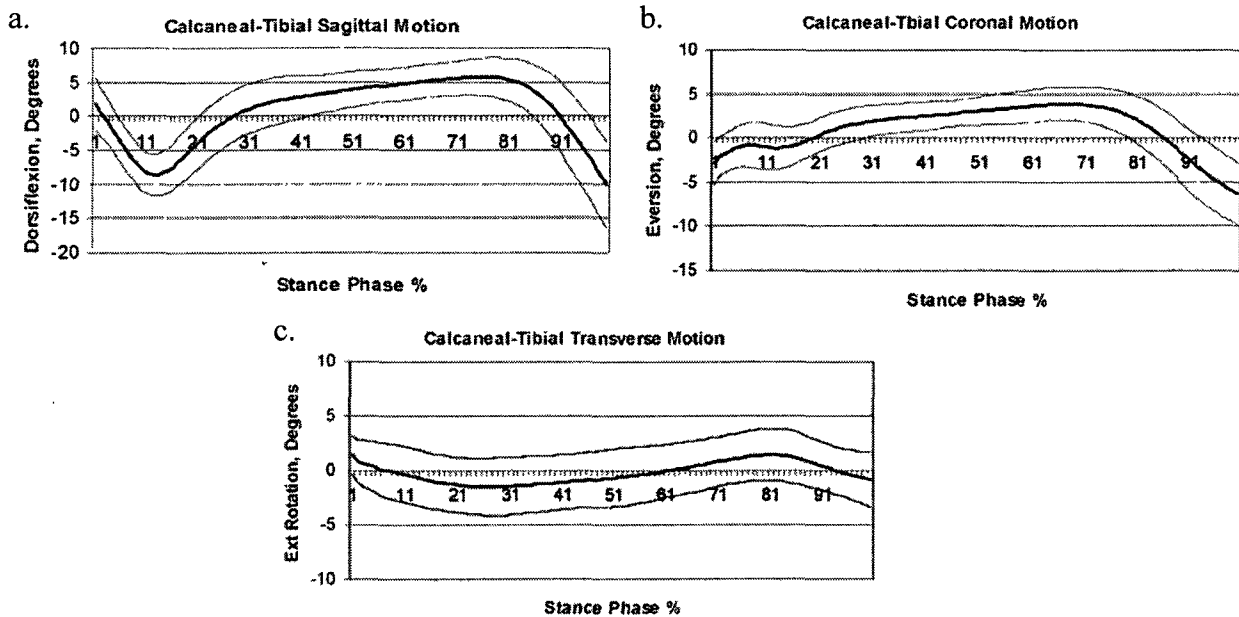 a.
Calcaneal-Tibial Sagittal Motion
Dorsiflexion, Degrees
10
5
0
-5
-10
-15
-20
1 11 21 31 41 51 61 71 81 91
Stance Phase %
b.
Calcaneal-Tbial Coronal Motion
Eversion, Degrees
10
5
0
-5
-10
-15
1 11 21 31 41 51 61 71 81 91
Stance Phase %
c.
Calcaneal-Tibial Transverse Motion
Ext Rotation, Degrees
10
5
0
-5
-10
1 11 21 31 41 51 61 71 81 91
Stance Phase %